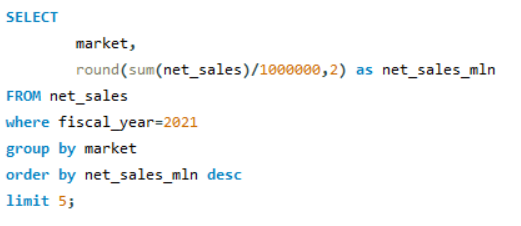 SELECT
market,
round(sum(net_sales)/1000000,2) as net_sales_mln
FROM net_sales
where fiscal_year=2021
group by market
order by net_sales_mln desc
limit 5;